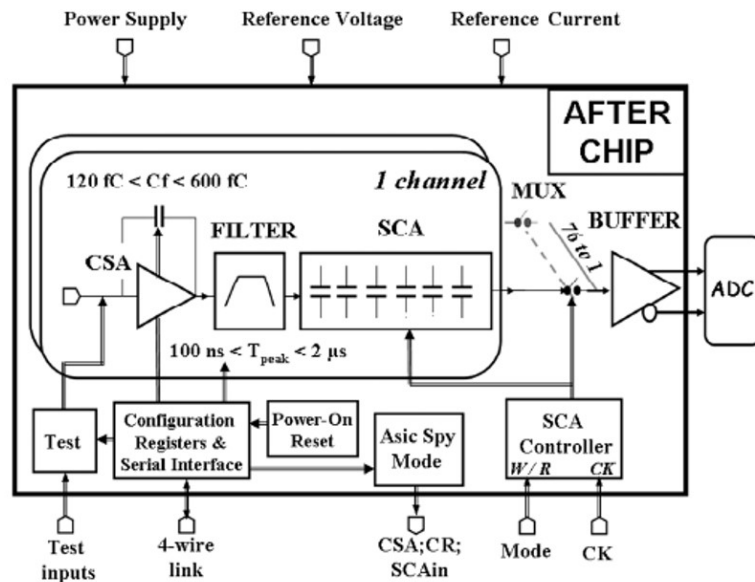 Power Supply
Reference Voltage
Reference Current
AFTER
CHIP
120 fC < Cf < 600 fC
1 channel
MUX
76 to 1
BUFFER
FILTER
SCA
CSA
ADC
100 ns < Tpeak < 2 μs
Test
Configuration
Registers &
Serial Interface
Power-On
Reset
Asic Spy
Mode
SCA
Controller
W / R
CK
Test
inputs
4-wire
link
CSA;CR;
SCAin
Mode
CK